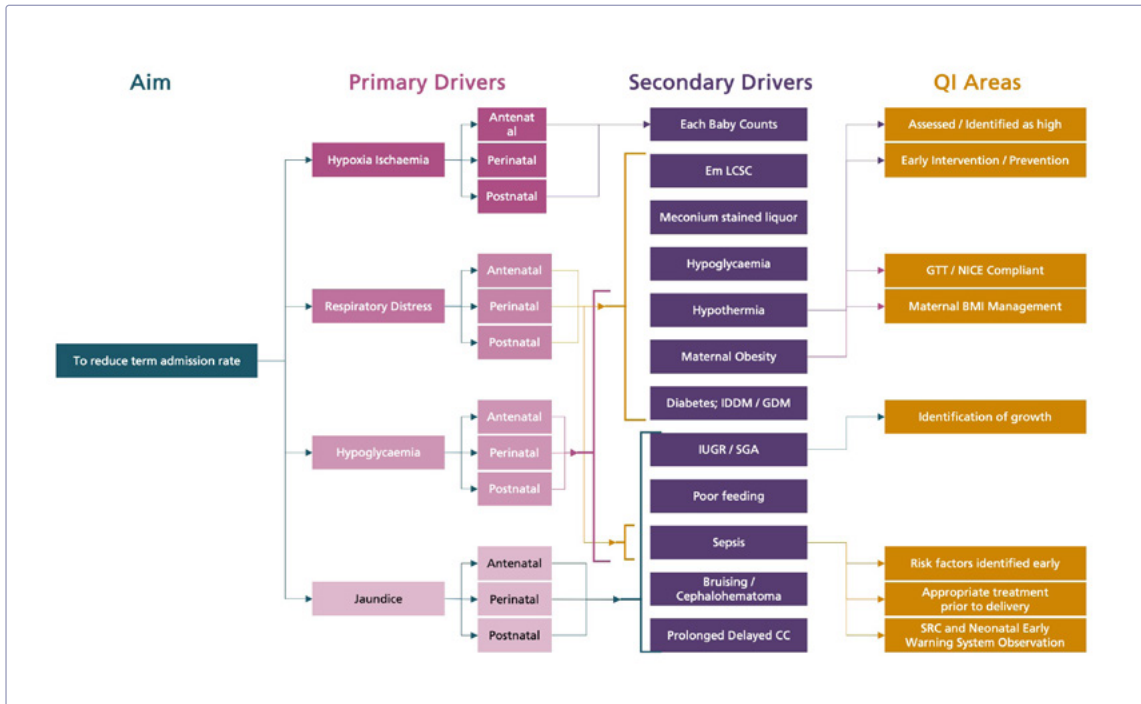 Aim
Primary Drivers
Secondary Drivers
QI Areas
To reduce term admission rate
Hypoxia Ischaemia
Antenat
al
Perinatal
Postnatal
Respiratory Distress
Antenatal
Perinatal
Postnatal
Hypoglycaemia
Antenatal
Perinatal
Postnatal
Jaundice
Antenatal
Perinatal
Postnatal
Each Baby Counts
Em LCSC
Meconium stained liquor
Hypoglycaemia
Hypothermia
Maternal Obesity
Diabetes; IDDM / GDM
IUGR / SGA
Poor feeding
Sepsis
Bruising /
Cephalohematoma
Prolonged Delayed CC
Assessed / Identified as high
Early Intervention / Prevention
GTT / NICE Compliant
Maternal BMI Management
Identification of growth
Risk factors identified early
Appropriate treatment
prior to delivery
SRC and Neonatal Early
Warning System Observation